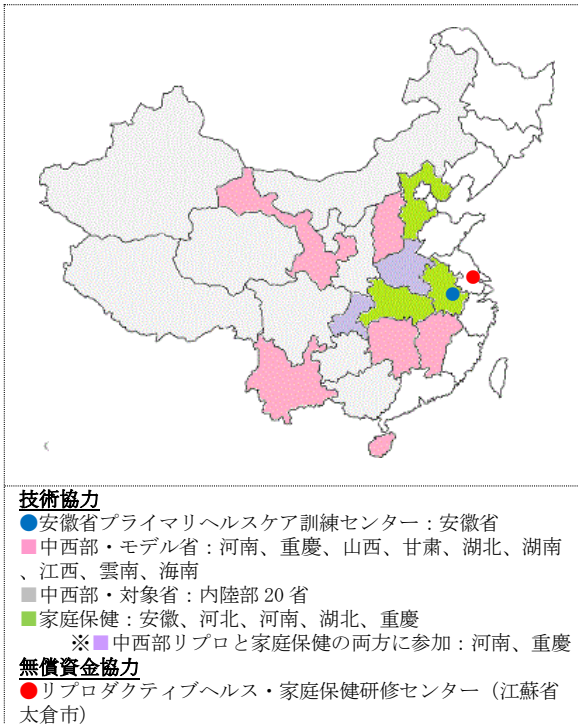 技術協力
●安徽省プライマリヘルスケア訓練センター：安徽省
■中西部・モデル省：河南、重慶、山西、甘粛、湖北、湖南
、江西、雲南、海南
■中西部・対象省：内陸部 20 省
■家庭保健：安徽、河北、河南、湖北、重慶
※■中西部リプロと家庭保健の両方に参加：河南、重慶
無償資金協力
●リプロダクティブヘルス・家庭保健研修センター（江蘇省
太倉市）